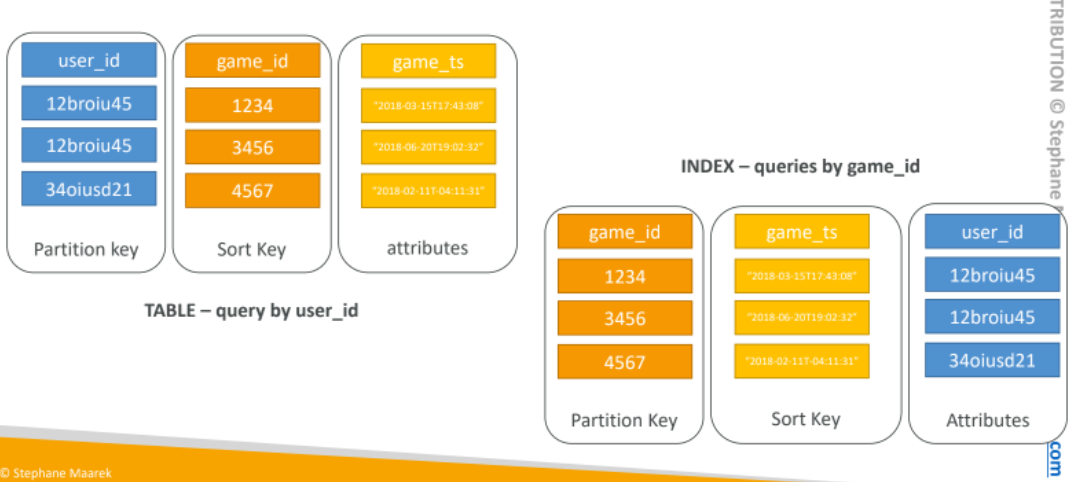 user_id game_id game_ts
12broiu45 1234 "2018-03-15T17:43:08"
12broiu45 3456 "2018-06-20T19:02:32"
34oiusd21 4567 "2018-02-11T-04:11:31"
Partition key Sort Key attributes
TABLE – query by user_id
INDEX – queries by game_id
game_id game_ts user_id
1234 "2018-03-15T17:43:08" 12broiu45
3456 "2018-06-20T19:02:32" 12broiu45
4567 "2018-02-11T-04:11:31" 34oiusd21
Partition Key Sort Key Attributes
© Stephane Maarek
© Stephane
com